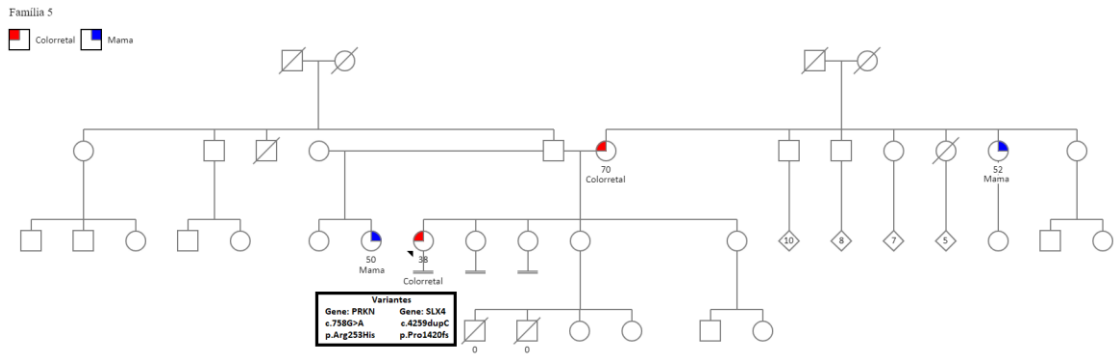 Família 5
Colorretal Mama
70
Colorretal
52
Mama
10 8 7 5
50
Mama
38
Colorretal
Variantes
Gene: PRKN Gene: SLX4
c.758G>A c.4259dupC
p.Arg253His p.Pro1420fs
0 0